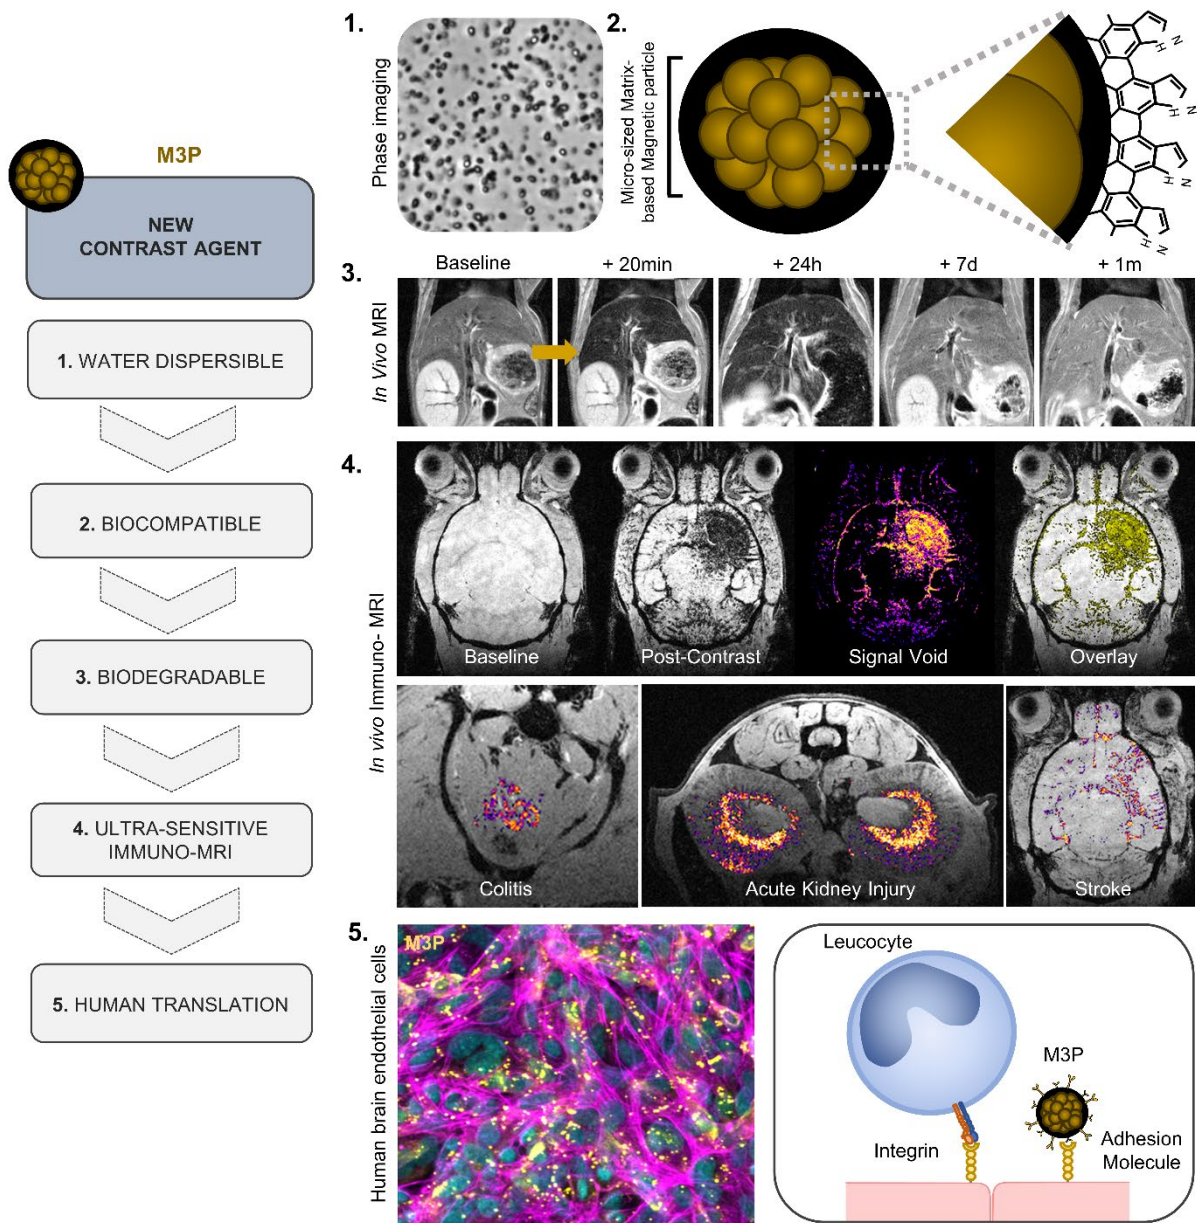 M3P
NEW
CONTRAST AGENT
1. WATER DISPERSIBLE
2. BIOCOMPATIBLE
3. BIODEGRADABLE
4. ULTRA-SENSITIVE
IMMUNO-MRI
5. HUMAN TRANSLATION
1.
Phase imaging
2.
Micro-sized Matrix-
based Magnetic particle
H
N
H
N
H
N
H
N
3.
In Vivo MRI
Baseline
+ 20min
+ 24h
+ 7d
+ 1m
4.
In vivo Immuno- MRI
Baseline
Post-Contrast
Signal Void
Overlay
Colitis
Acute Kidney Injury
Stroke
5.
Human brain endothelial cells
M3P
Leucocyte
M3P
Integrin
Adhesion
Molecule